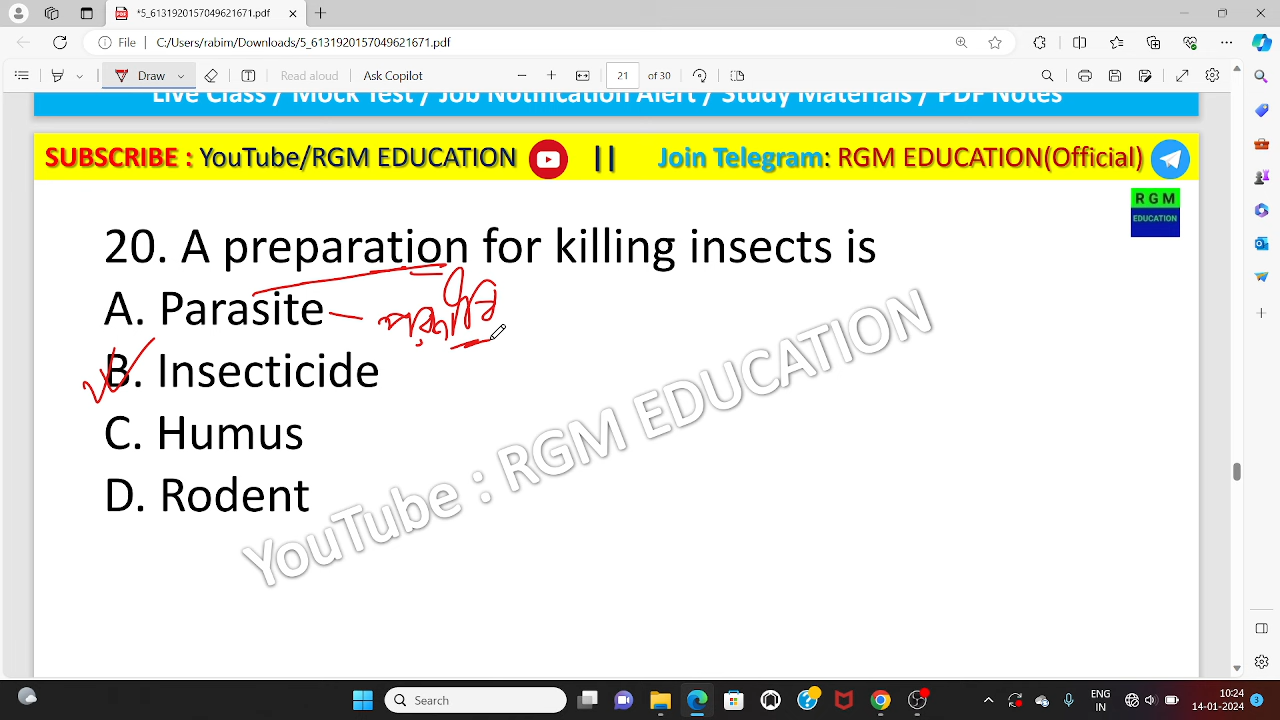 *5_6131920157049621671.pdf
File C:/Users/rabim/Downloads/5_6131920157049621671.pdf
Draw Read aloud Ask Copilot 21 of 30
Live Class / Mock Test / Job Notification Alert / Study Materials / PDF Notes
SUBSCRIBE : YouTube/RGM EDUCATION || Join Telegram: RGM EDUCATION(Official)
R G M
EDUCATION
20. A preparation for killing insects is
A. Parasite
B. Insecticide
C. Humus
D. Rodent
YouTube : RGM EDUCATION
Search
ENG
IN
10:24
14-01-2024
3